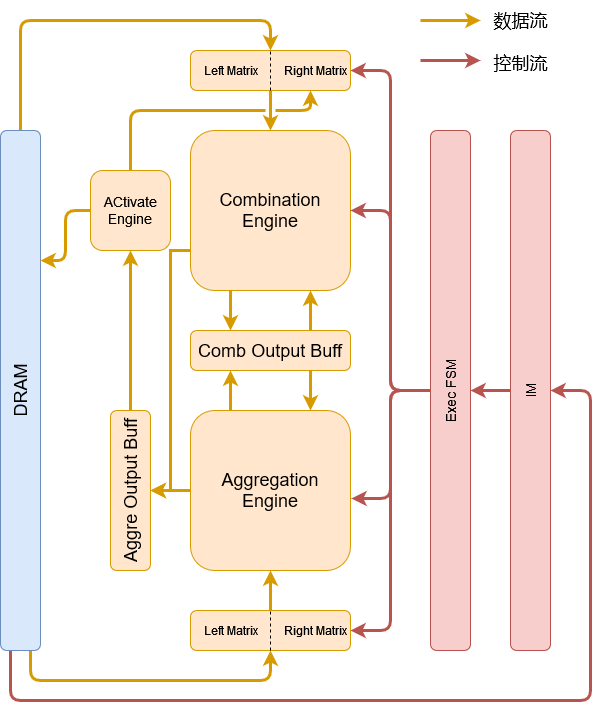 数据流
控制流
Left Matrix
Right Matrix
ACtivate
Engine
Combination
Engine
Comb Output Buff
DRAM
Aggre Output Buff
Aggregation
Engine
Exec FSM
IM
Left Matrix
Right Matrix